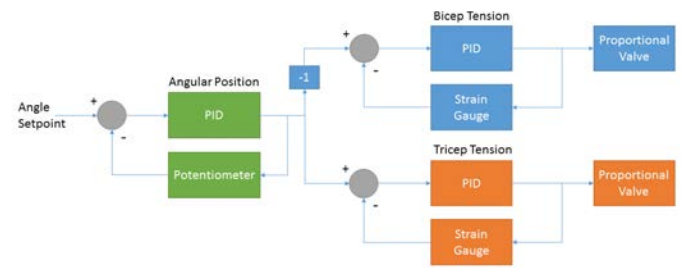 Bicep Tension
+
PID
Proportional
Valve
-
-1
Strain
Gauge
Angular Position
Angle
Setpoint
+
PID
-
Potentiometer
Tricep Tension
+
PID
Proportional
Valve
-
Strain
Gauge